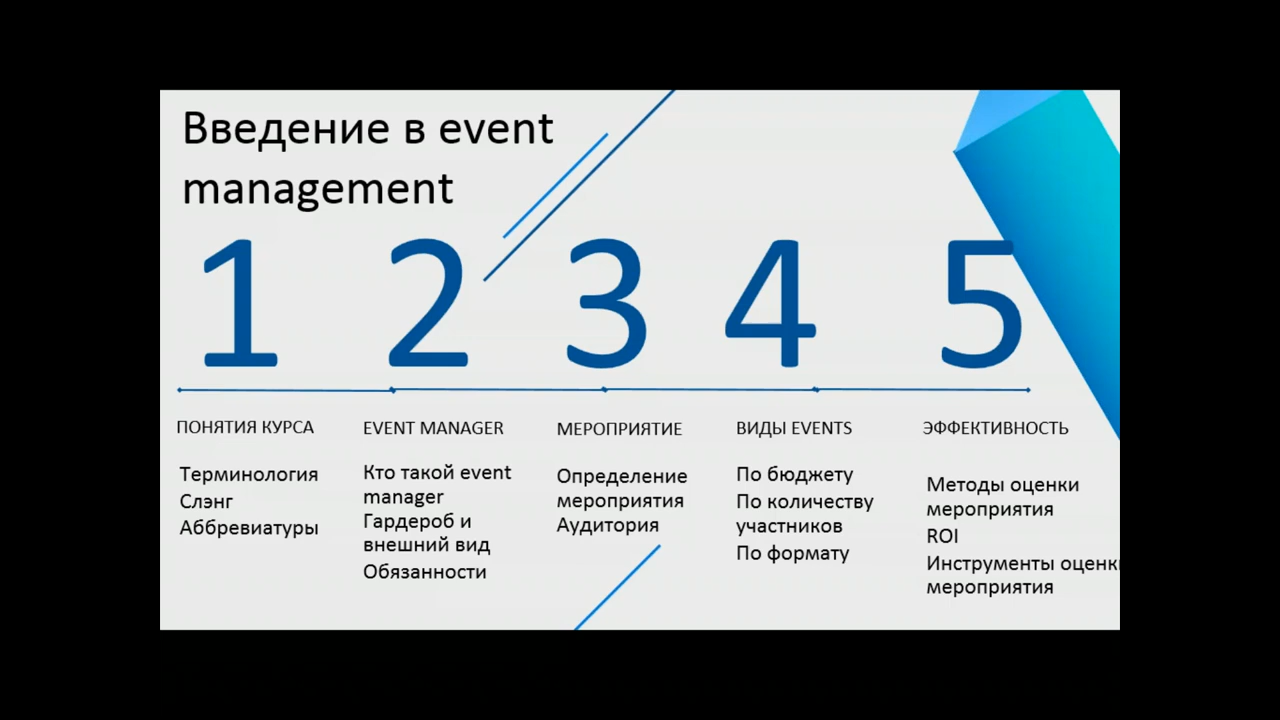 Введение в event
management
1
2
3
4
5
ПОНЯТИЯ КУРСА
Терминология
Слэнг
Аббревиатуры
EVENT MANAGER
Кто такой event
manager
Гардероб и
внешний вид
Обязанности
МЕРОПРИЯТИЕ
Определение
мероприятия
Аудитория
ВИДЫ EVENTS
По бюджету
По количеству
участников
По формату
ЭФФЕКТИВНОСТЬ
Методы оценки
мероприятия
ROI
Инструменты оценки
мероприятия